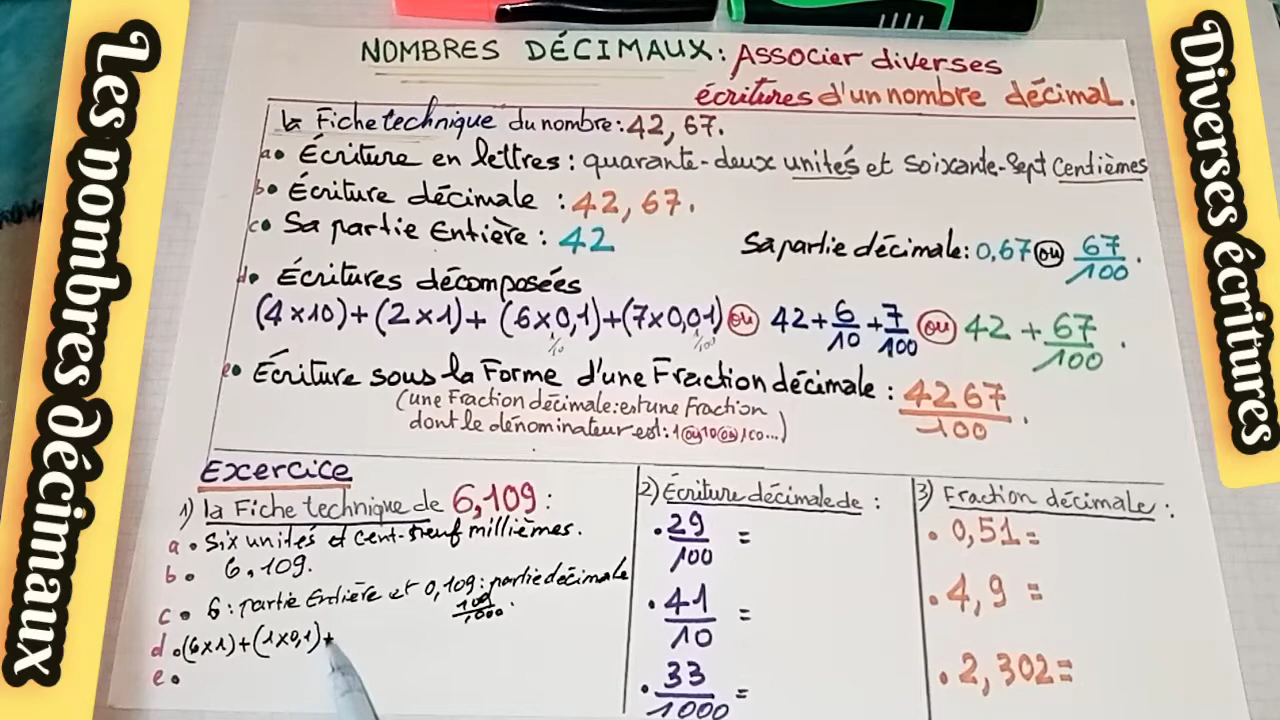 Les nombres décimaux
Diverses écritures
NOMBRES DÉCIMAUX: Associer diverses
écritures d'un nombre décimal.
la Fiche technique du nombre: 42,67.
a• Écriture en lettres: quarante-deux unités et soixante-sept centièmes
b• Écriture décimale : 42,67.
c• Sa partie Entière : 42 Sa partie décimale: 0,67 ou 67/100.
d• Écritures décomposées
(4×10)+(2×1)+(6×0,1)+(7×0,01) ou 42+6/10+7/100 ou 42+67/100.
1/10 1/100
e• Écriture sous la Forme d'une Fraction décimale : 4267/100.
(une Fraction décimale: est une Fraction
dont le dénominateur est: 1 ou 10 ou 100...)
Excercice
1) la Fiche technique de 6,109 :
a • Six unités et cent-neuf millièmes.
b • 6,109.
c • 6: partie Entière et 0,109: partie décimale
109/1000.
d •(6×1)+(1×0,1)+
e •
2) Écriture décimale de :
• 29/100 =
• 41/10 =
• 33/1000 =
3) Fraction décimale :
• 0,51=
• 4,9 =
• 2,302=